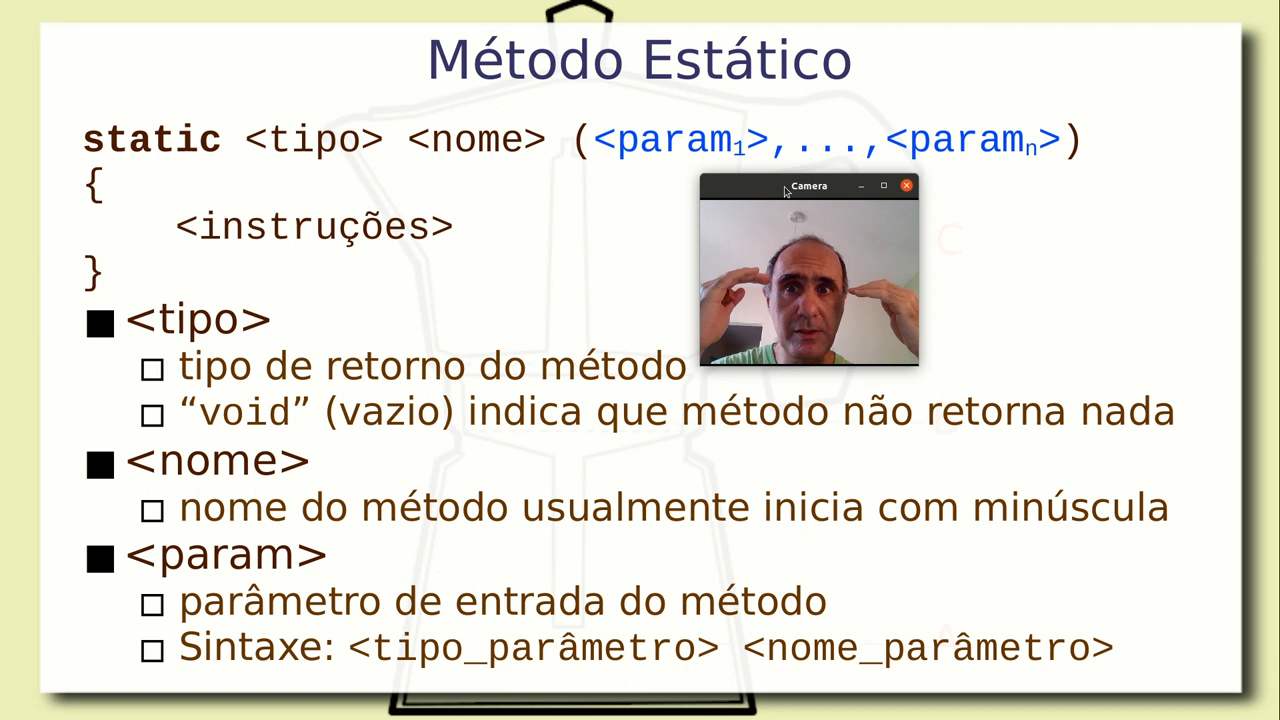 Método Estático
static <tipo> <nome> (<param1>,...,<paramn>)
{
Camera
<instruções>
}
<tipo>
tipo de retorno do método
“void” (vazio) indica que método não retorna nada
<nome>
nome do método usualmente inicia com minúscula
<param>
parâmetro de entrada do método
Sintaxe: <tipo_parâmetro> <nome_parâmetro>